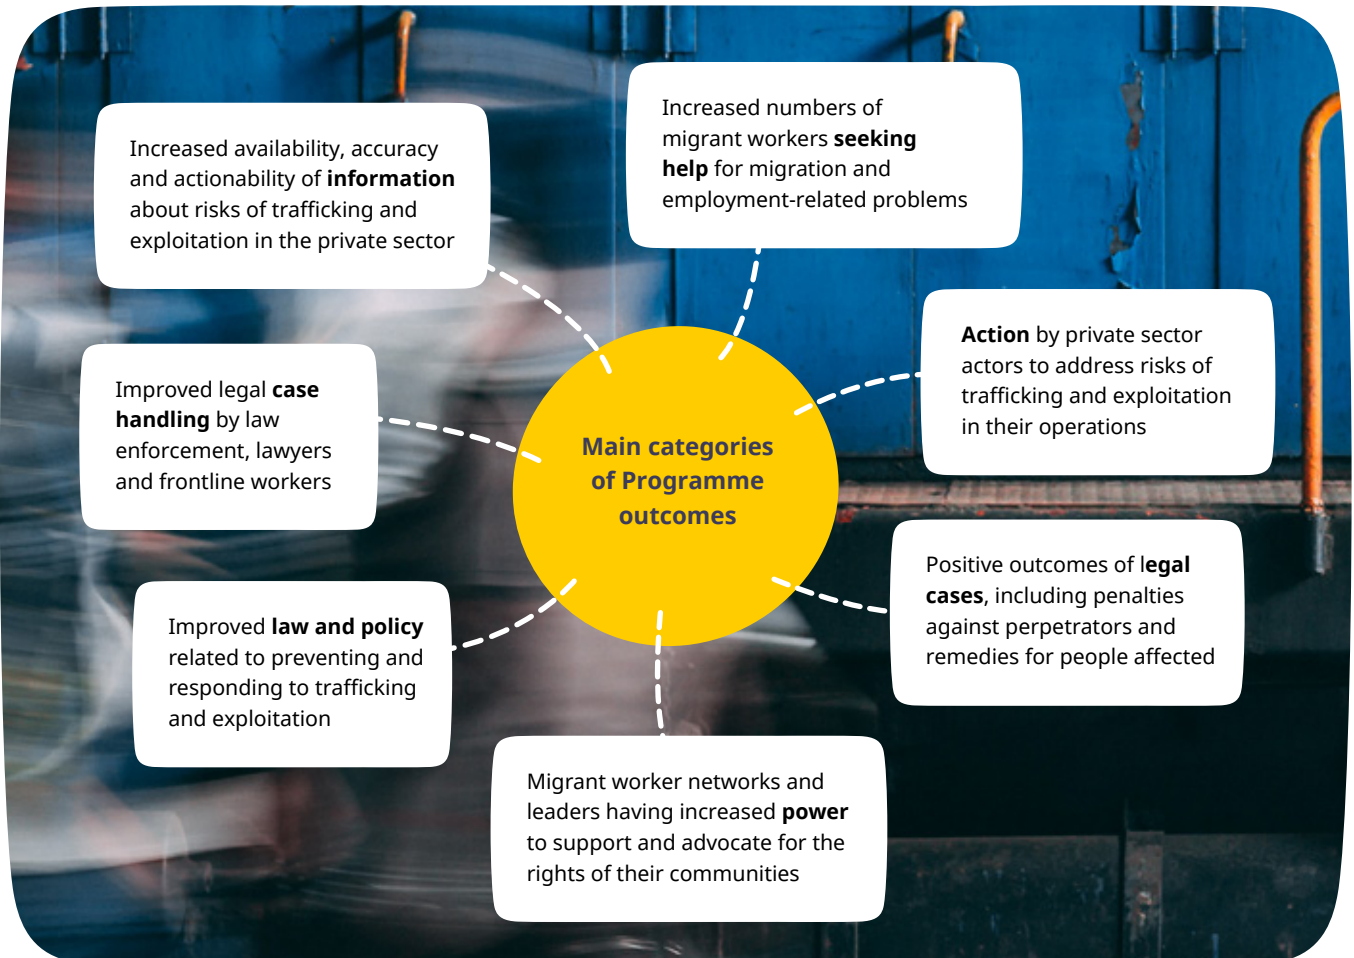 Increased availability, accuracy
and actionability of information
about risks of trafficking and
exploitation in the private sector
Increased numbers of
migrant workers seeking
help for migration and
employment-related problems
Action by private sector
actors to address risks of
trafficking and exploitation
in their operations
Improved legal case
handling by law
enforcement, lawyers
and frontline workers
Main categories
of Programme
outcomes
Positive outcomes of legal
cases, including penalties
against perpetrators and
remedies for people affected
Improved law and policy
related to preventing and
responding to trafficking
and exploitation
Migrant worker networks and
leaders having increased power
to support and advocate for the
rights of their communities